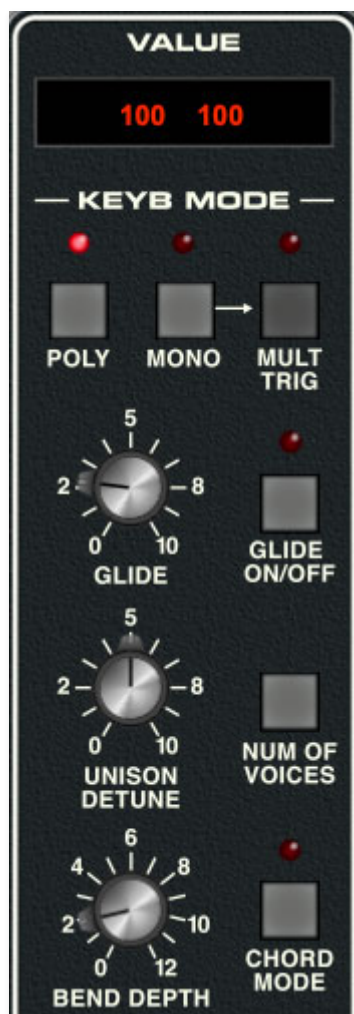 VALUE
100 100
KEYB MODE
POLY MONO MULT
TRIG
5
2 8
0 10
GLIDE
GLIDE
ON/OFF
5
2 8
0 10
UNISON
DETUNE
NUM OF
VOICES
6
4 8
2 10
0 12
BEND DEPTH
CHORD
MODE